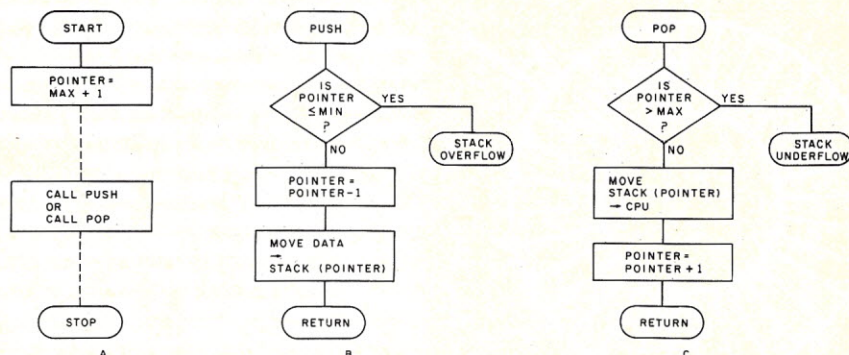 START
POINTER=
MAX + 1
CALL PUSH
OR
CALL POP
STOP
A
PUSH
IS
POINTER
≤MIN
?
YES
STACK
OVERFLOW
NO
POINTER=
POINTER-1
MOVE DATA
→
STACK (POINTER)
RETURN
B
POP
IS
POINTER
>MAX
?
YES
STACK
UNDERFLOW
NO
MOVE
STACK (POINTER)
→ CPU
POINTER=
POINTER+1
RETURN
C